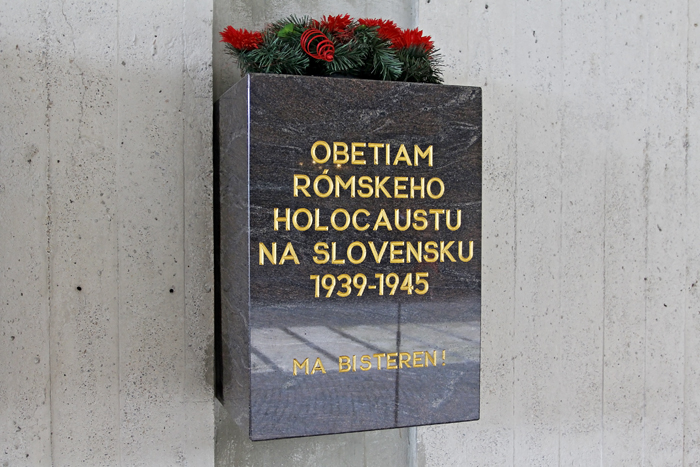 OBETIAM
RÓMSKEHO
HOLOCAUSTU
NA SLOVENSKU
1939-1945
MA BISTEREN!